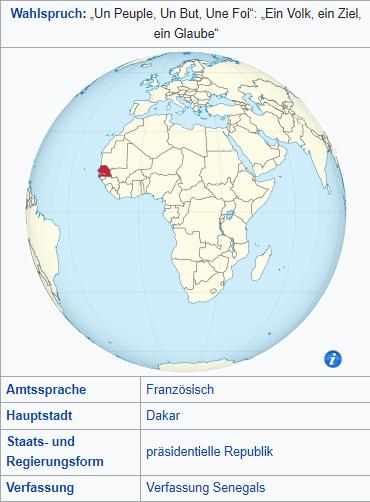 Wahlspruch: „Un Peuple, Un But, Une Foi“: „Ein Volk, ein Ziel,
ein Glaube“
i
Amtssprache Französisch
Hauptstadt Dakar
Staats- und
Regierungsform präsidentielle Republik
Verfassung Verfassung Senegals